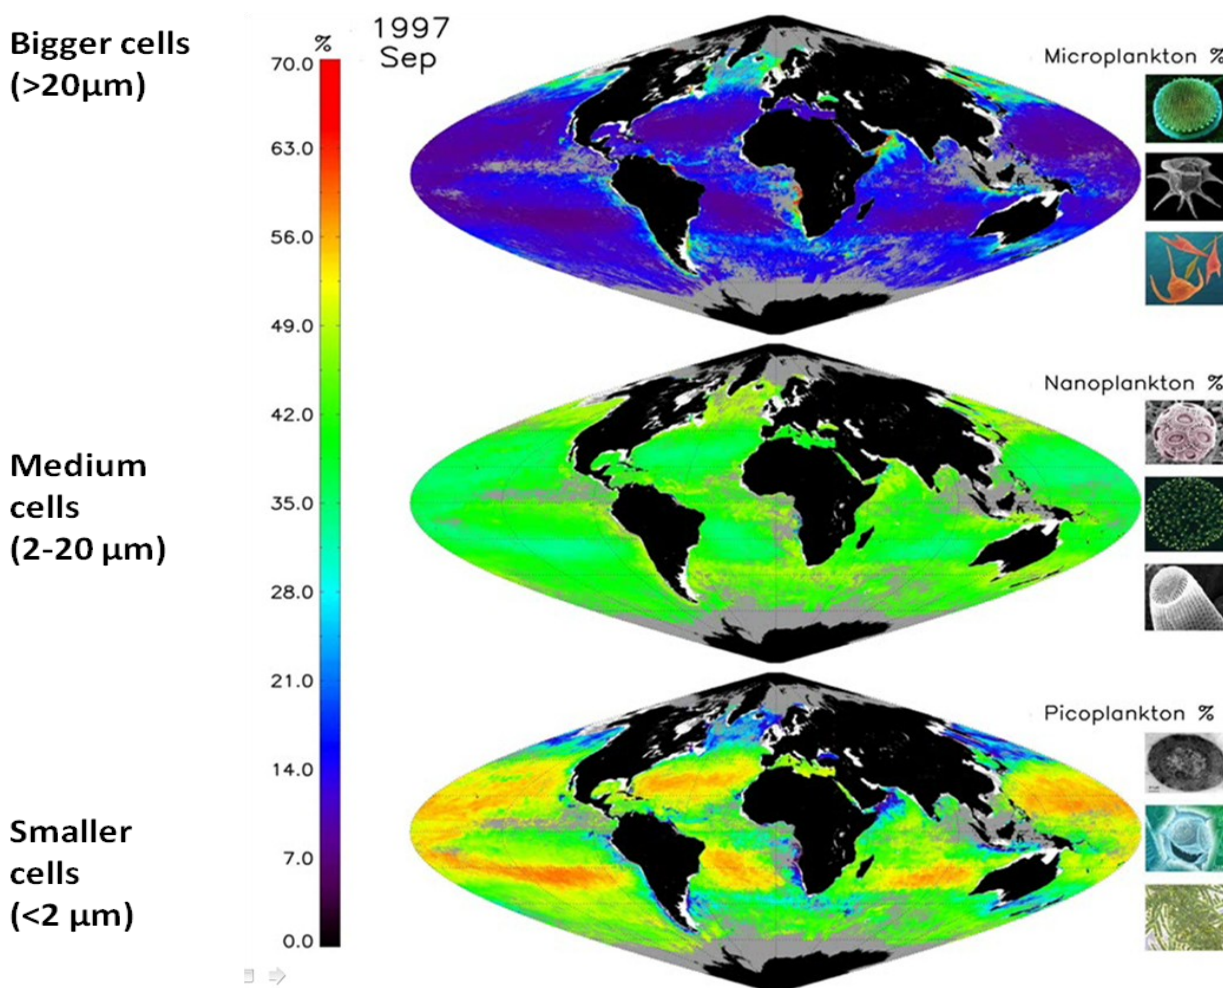 Bigger cells
(>20µm)
Medium
cells
(2-20 µm)
Smaller
cells
(<2 µm)
%
70.0
63.0
56.0
49.0
42.0
35.0
28.0
21.0
14.0
7.0
0.0
1997
Sep
Microplankton %
Nanoplankton %
Picoplankton %